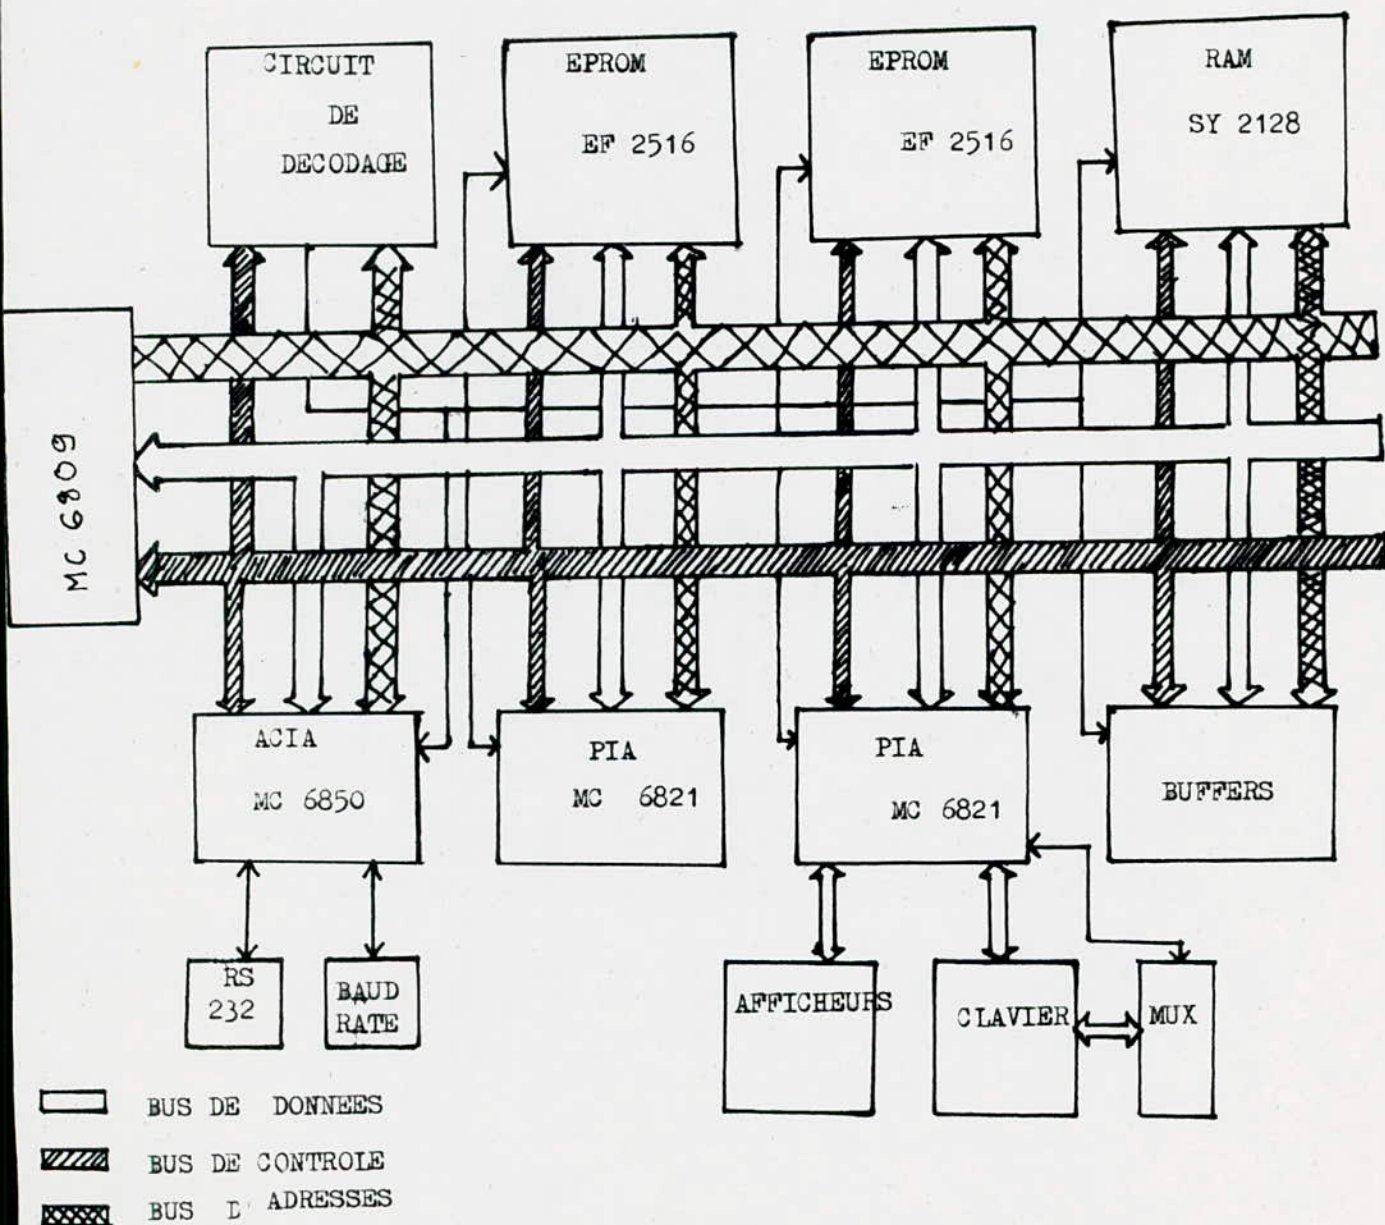 CIRCUIT
DE
DECODAGE
EPROM
EF 2516
EPROM
EF 2516
RAM
SY 2128
MC 6809
ACIA
MC 6850
PIA
MC 6821
PIA
MC 6821
BUFFERS
RS
232
BAUD
RATE
AFFICHEURS
CLAVIER
MUX
BUS DE DONNEES
BUS DE CONTROLE
BUS D' ADRESSES